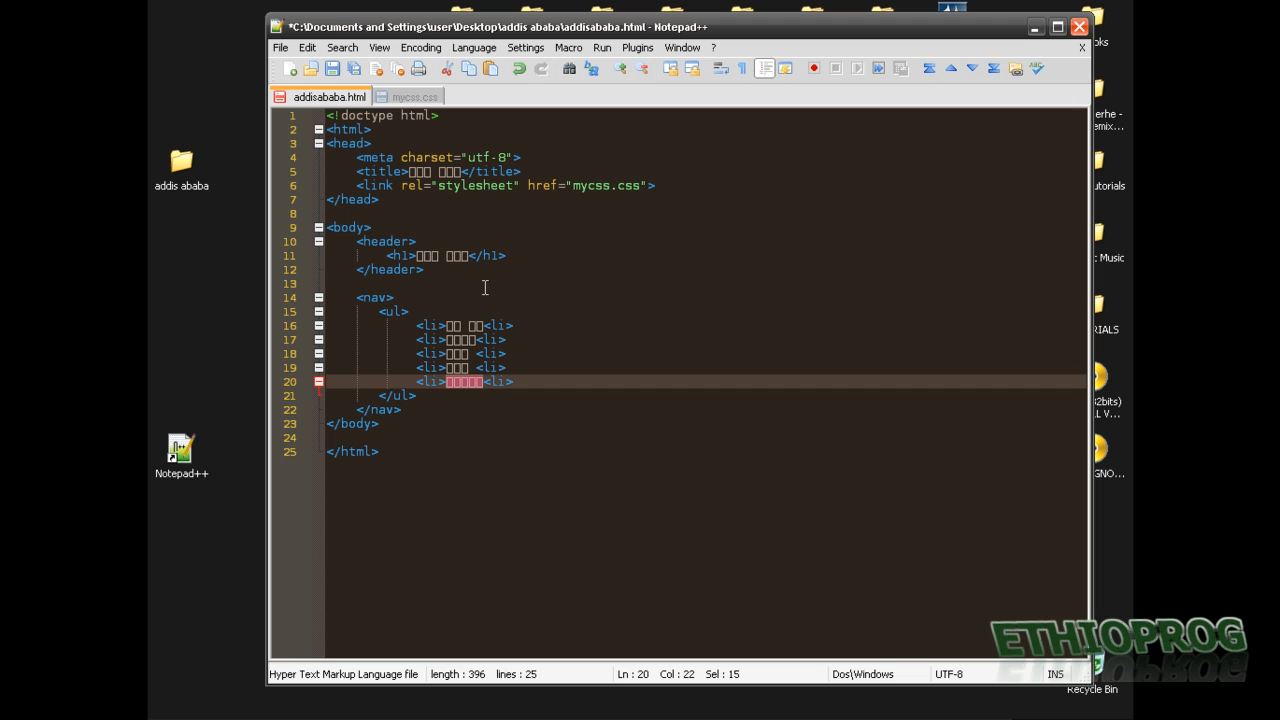 *C:\Documents and Settings\user\Desktop\addis ababa\addisababa.html - Notepad++
File Edit Search View Encoding Language Settings Macro Run Plugins Window ?
X
addisababa.html mycss.css
1 <!doctype html>
2 <html>
3 <head>
4 <meta charset="utf-8">
5 <title>□□□ □□□</title>
6 <link rel="stylesheet" href="mycss.css">
7 </head>
8
9 <body>
10 <header>
11 <h1>□□□ □□□</h1>
12 </header>
13
14 <nav>
15 <ul>
16 <li>□□ □□<li>
17 <li>□□□□<li>
18 <li>□□□ <li>
19 <li>□□□ <li>
20 <li>□□□□□<li>
21 </ul>
22 </nav>
23 </body>
24
25 </html>
Hyper Text Markup Language file length : 396 lines : 25 Ln : 20 Col : 22 Sel : 15 Dos\Windows UTF-8 INS
addis ababa
Notepad++
Recycle Bin
ETHIOPROG